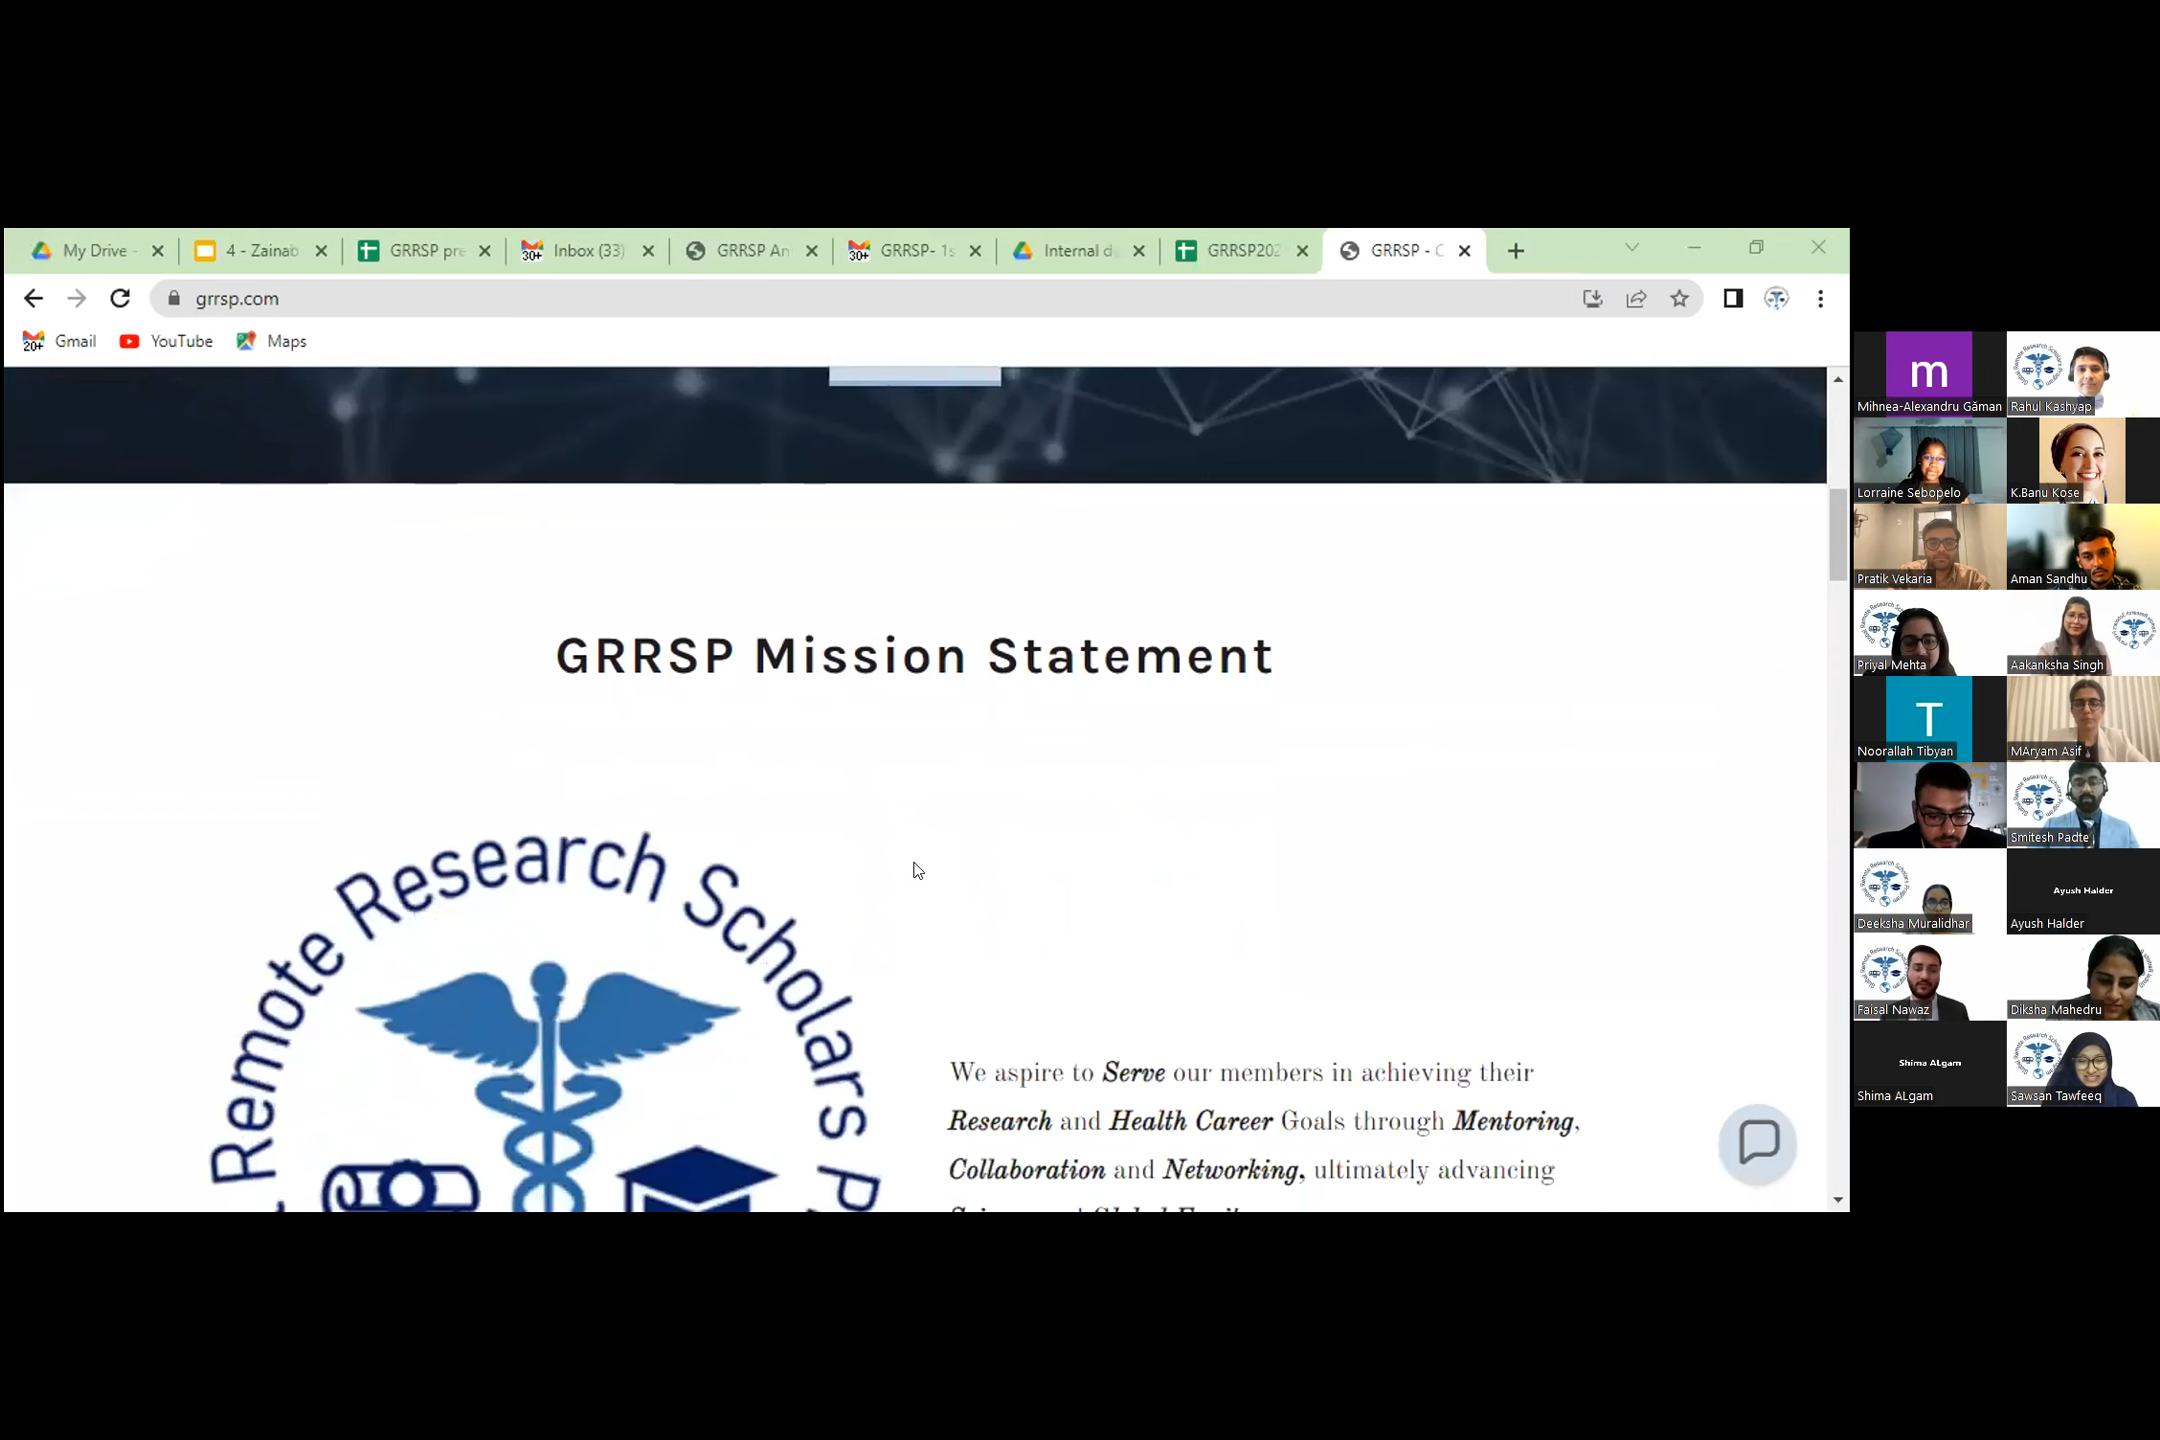 My Drive -
4 - Zainab
GRRSP pre
Inbox (33)
GRRSP An
GRRSP- 1s
Internal d
GRRSP202
GRRSP - C
grrsp.com
20+
Gmail
YouTube
Maps
GRRSP Mission Statement
Remote Research Scholars P
We aspire to Serve our members in achieving their
Research and Health Career Goals through Mentoring,
Collaboration and Networking, ultimately advancing
m
Mihnea-Alexandru Găman
Rahul Kashyap
Lorraine Sebopelo
K.Banu Kose
Pratik Vekaria
Aman Sandhu
Priyal Mehta
Aakanksha Singh
T
Noorallah Tibyan
MAryam Asif
Smitesh Padte
Deeksha Muralidhar
Ayush Halder
Ayush Halder
Faisal Nawaz
Diksha Mahedru
Shima ALgam
Shima ALgam
Sawsan Tawfeeq